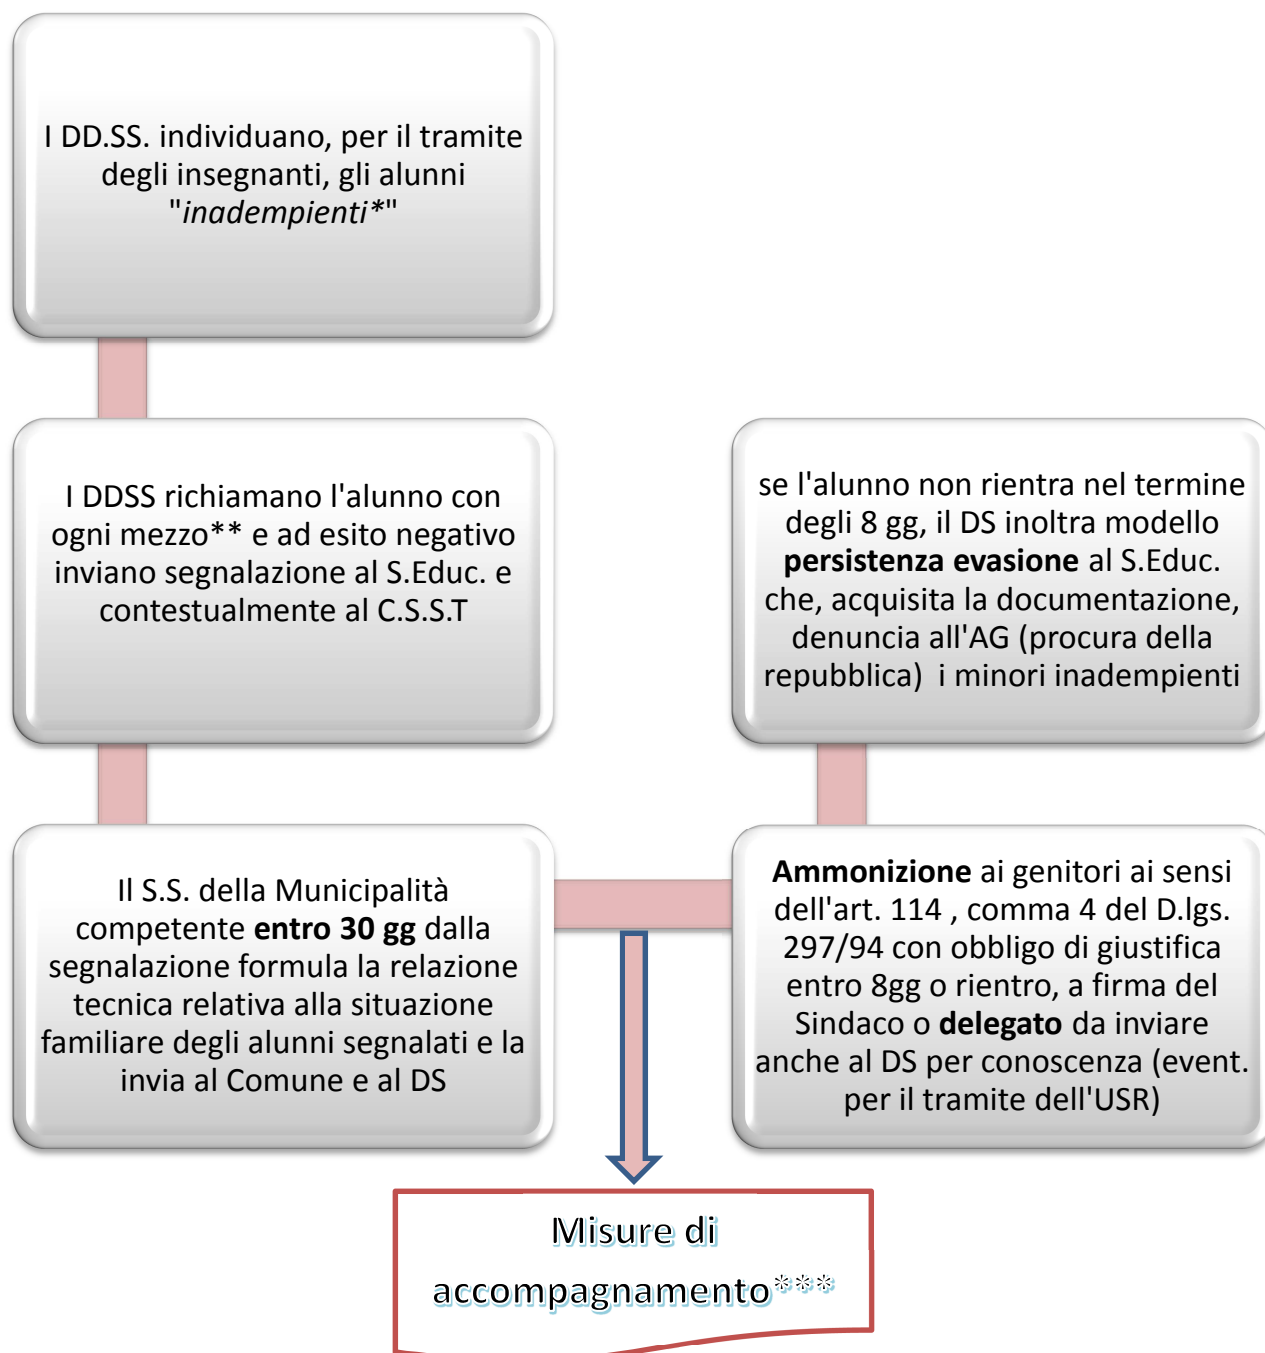 I DD.SS. individuano, per il tramite
degli insegnanti, gli alunni
"inadempienti*"
I DDSS richiamano l'alunno con
ogni mezzo** e ad esito negativo
inviano segnalazione al S.Educ. e
contestualmente al C.S.S.T
Il S.S. della Municipalità
competente entro 30 gg dalla
segnalazione formula la relazione
tecnica relativa alla situazione
familiare degli alunni segnalati e la
invia al Comune e al DS
Ammonizione ai genitori ai sensi
dell'art. 114 , comma 4 del D.lgs.
297/94 con obbligo di giustifica
entro 8gg o rientro, a firma del
Sindaco o delegato da inviare
anche al DS per conoscenza (event.
per il tramite dell'USR)
se l'alunno non rientra nel termine
degli 8 gg, il DS inoltra modello
persistenza evasione al S.Educ.
che, acquisita la documentazione,
denuncia all'AG (procura della
repubblica) i minori inadempienti
Misure di
accompagnamento***